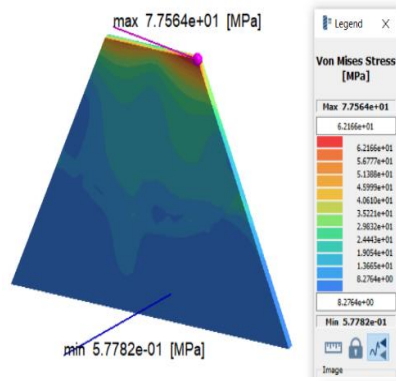 max 7.7564e+01 [MPa]
min 5.7782e-01 [MPa]
Legend X
Von Mises Stress
[MPa]
Max 7.7564e+01
6.2166e+01
6.2166e+01
5.6777e+01
5.1388e+01
4.5999e+01
4.0610e+01
3.5221e+01
2.9832e+01
2.4443e+01
1.9054e+01
1.3665e+01
8.2764e+00
8.2764e+00
Min 5.7782e-01
Image